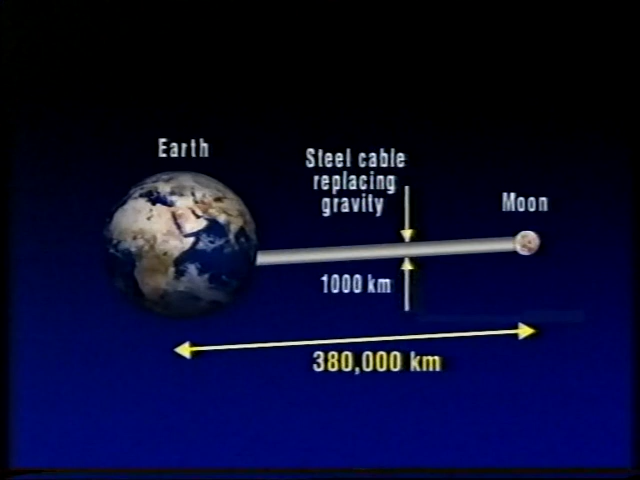 Earth
Steel cable
replacing
gravity
Moon
1000 km
380,000 km